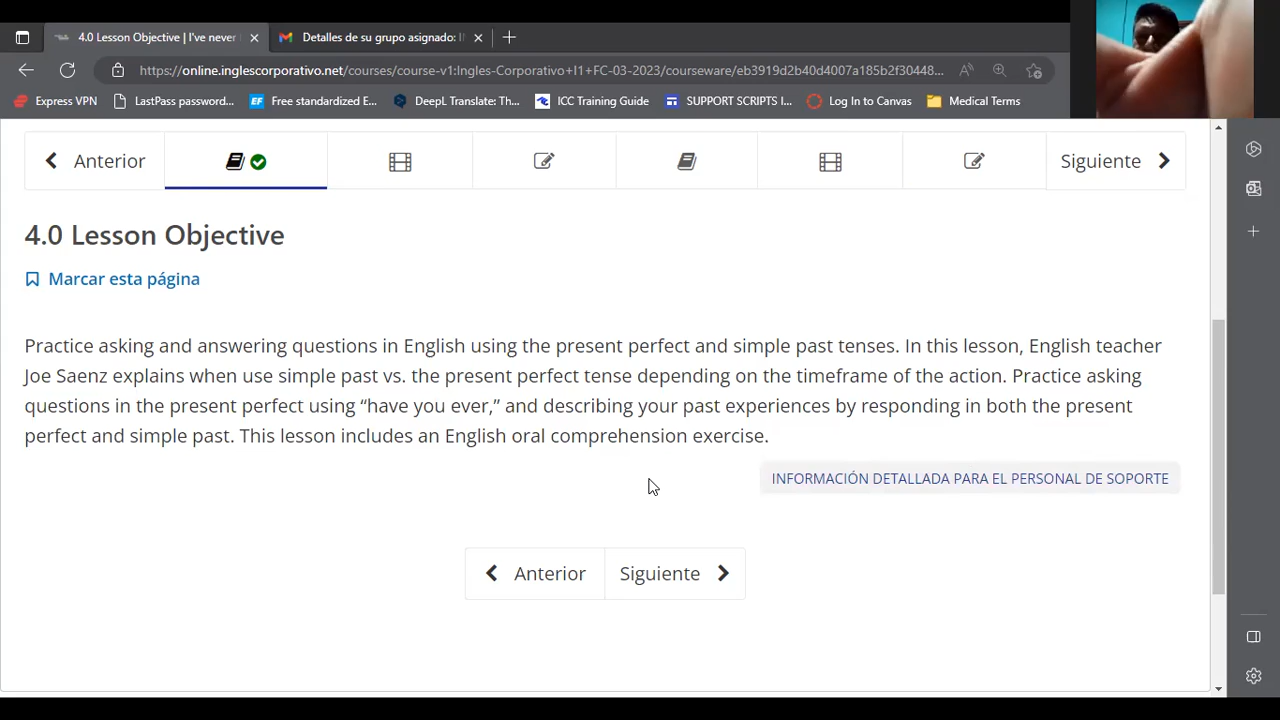 4.0 Lesson Objective | I've never
Detalles de su grupo asignado: I
https://online.inglescorporativo.net/courses/course-v1:Ingles-Corporativo+I1+FC-03-2023/courseware/eb3919d2b40d4007a185b2f30448...
Express VPN LastPass password... Free standardized E... DeepL Translate: Th... ICC Training Guide SUPPORT SCRIPTS I... Log In to Canvas Medical Terms
Anterior Siguiente
4.0 Lesson Objective
Marcar esta página
Practice asking and answering questions in English using the present perfect and simple past tenses. In this lesson, English teacher
Joe Saenz explains when use simple past vs. the present perfect tense depending on the timeframe of the action. Practice asking
questions in the present perfect using “have you ever,” and describing your past experiences by responding in both the present
perfect and simple past. This lesson includes an English oral comprehension exercise.
INFORMACIÓN DETALLADA PARA EL PERSONAL DE SOPORTE
Anterior Siguiente